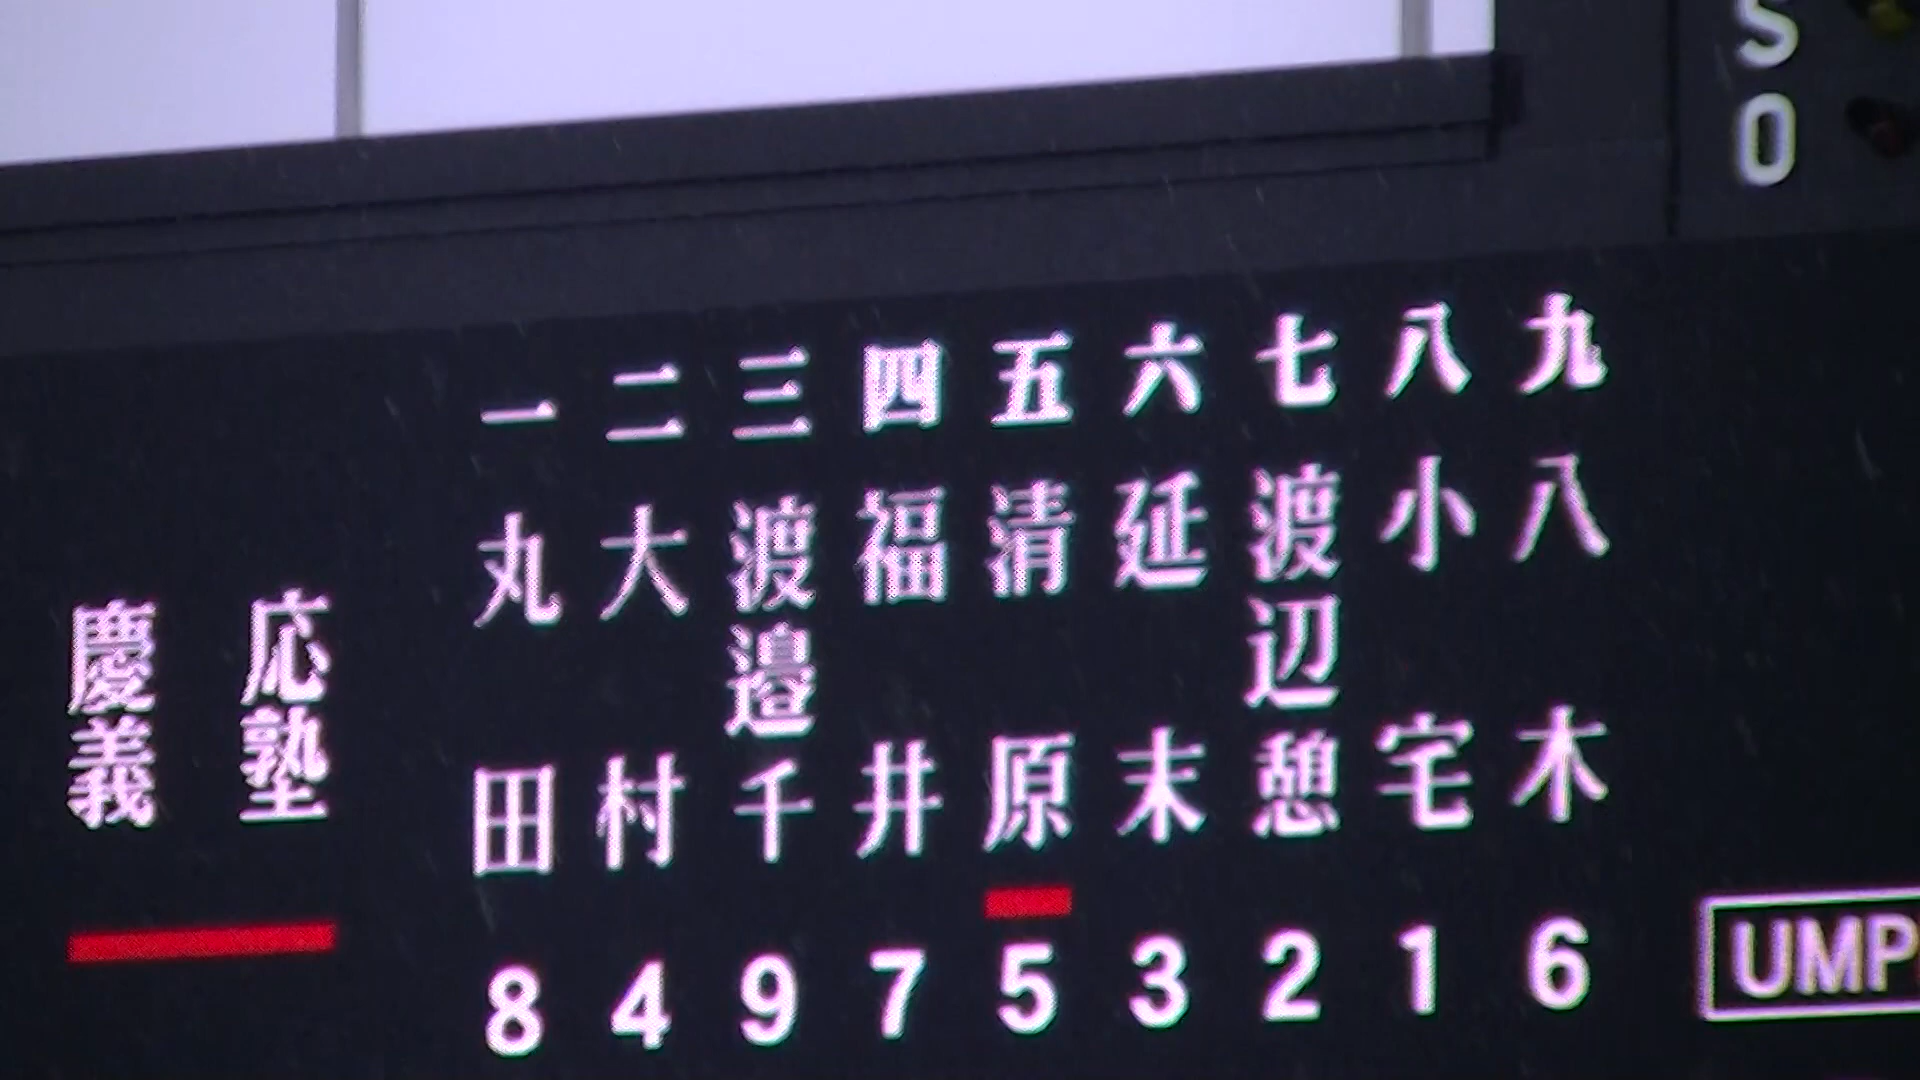 S
O
慶應義塾
一 丸田 8
二 大村 4
三 渡邉千 9
四 福井 7
五 清原 5
六 延末 3
七 渡辺憩 2
八 小宅 1
九 八木 6